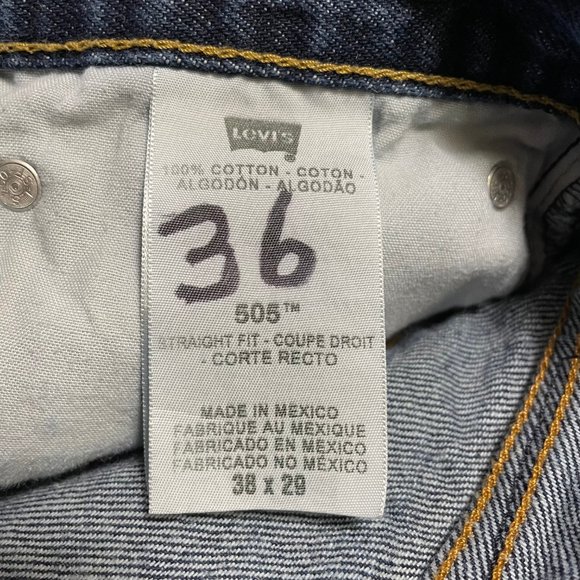 LEVI'S
100% COTTON - COTON -
ALGODÓN - ALGODÃO
36
505™
STRAIGHT FIT - COUPE DROIT
- CORTE RECTO
MADE IN MEXICO
FABRIQUE AU MEXIQUE
FABRICADO EN MÉXICO
FABRICADO NO MÉXICO
38 x 29